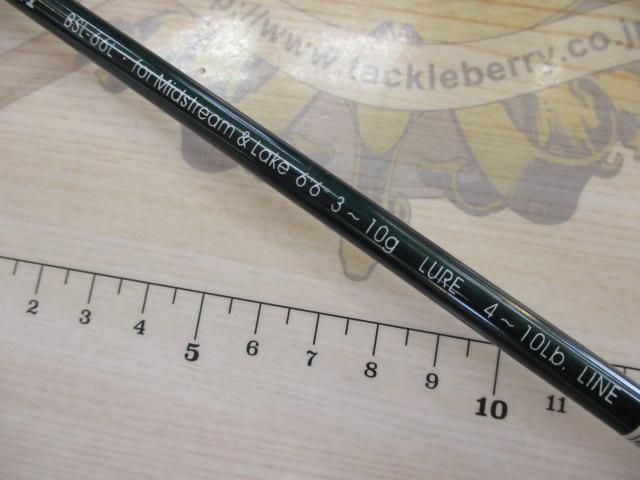 BSL-66L · for Midstream & Lake 6'6" 3~10g LURE 4~10Lb. LINE
www.tackleberry.co.jp
2 3 4 5 6 7 8 9 10 11